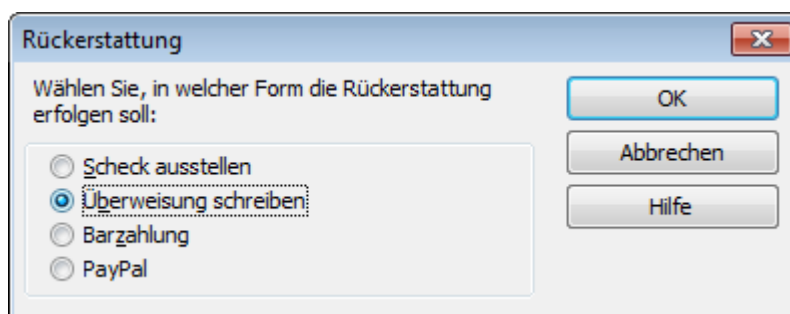 Rückerstattung
Wählen Sie, in welcher Form die Rückerstattung
erfolgen soll:
Scheck ausstellen
Überweisung schreiben
Barzahlung
PayPal
OK
Abbrechen
Hilfe